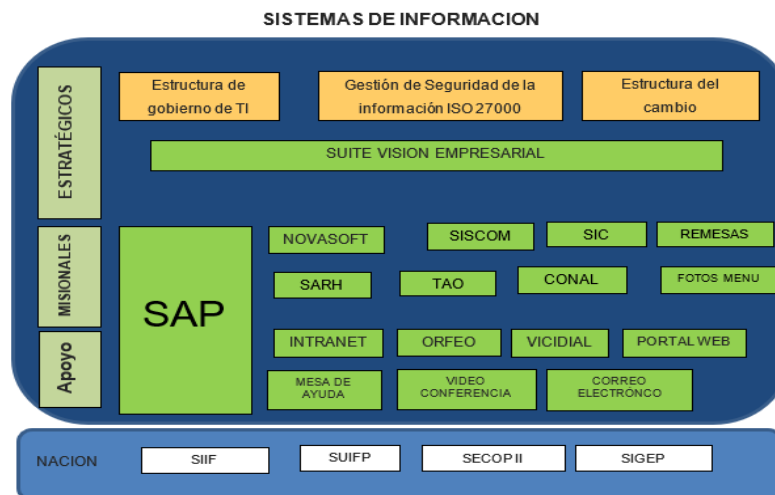 SISTEMAS DE INFORMACION
ESTRATÉGICOS
Estructura de
gobierno de TI
Gestión de Seguridad de la
información ISO 27000
Estructura del
cambio
SUITE VISION EMPRESARIAL
MISIONALES
SAP
NOVASOFT
SISCOM
SIC
REMESAS
SARH
TAO
CONAL
FOTOS MENU
Apoyo
INTRANET
ORFEO
VICIDIAL
PORTAL WEB
MESA DE
AYUDA
VIDEO
CONFERENCIA
CORREO
ELECTRÓNCO
NACION
SIIF
SUIFP
SECOP II
SIGEP